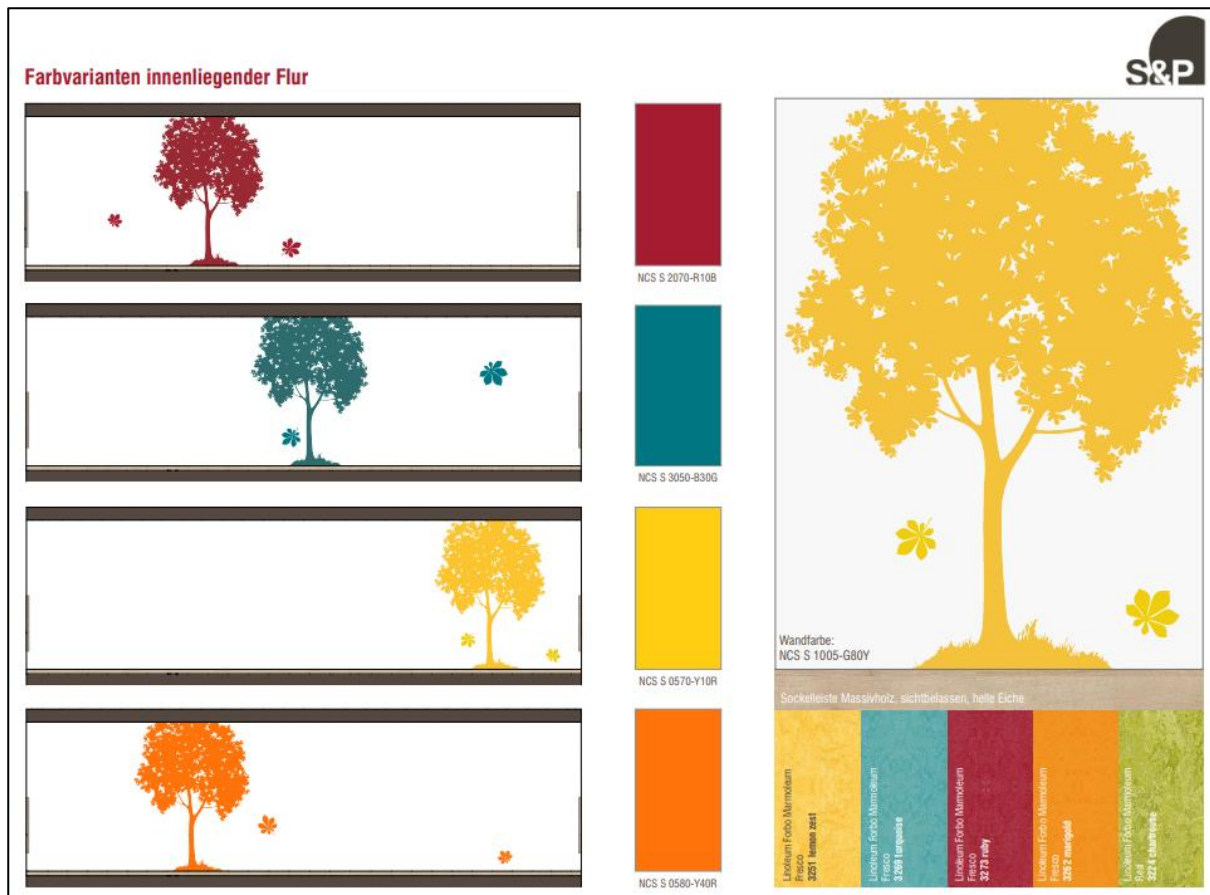 S&P
Farbvarianten innenliegender Flur
NCS S 2070-R10B
NCS S 3050-B30G
NCS S 0570-Y10R
NCS S 0580-Y40R
Wandfarbe:
NCS S 1005-G80Y
Sockelleiste Massivholz, sichtbelassen, helle Eiche
Linoleum Forbo Marmoleum
Fresco
3251 lemon zest
Linoleum Forbo Marmoleum
Fresco
3269 turquoise
Linoleum Forbo Marmoleum
Fresco
3273 ruby
Linoleum Forbo Marmoleum
Fresco
3262 marigold
Linoleum Forbo Marmoleum
Real
3224 chartreuse